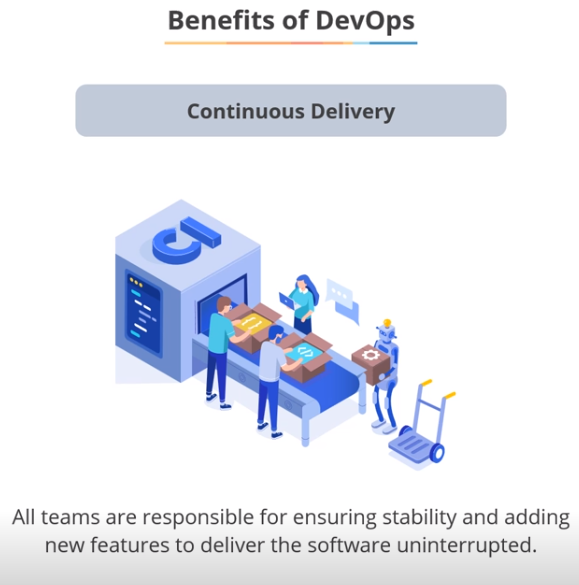 Benefits of DevOps
Continuous Delivery
CI
All teams are responsible for ensuring stability and adding
new features to deliver the software uninterrupted.